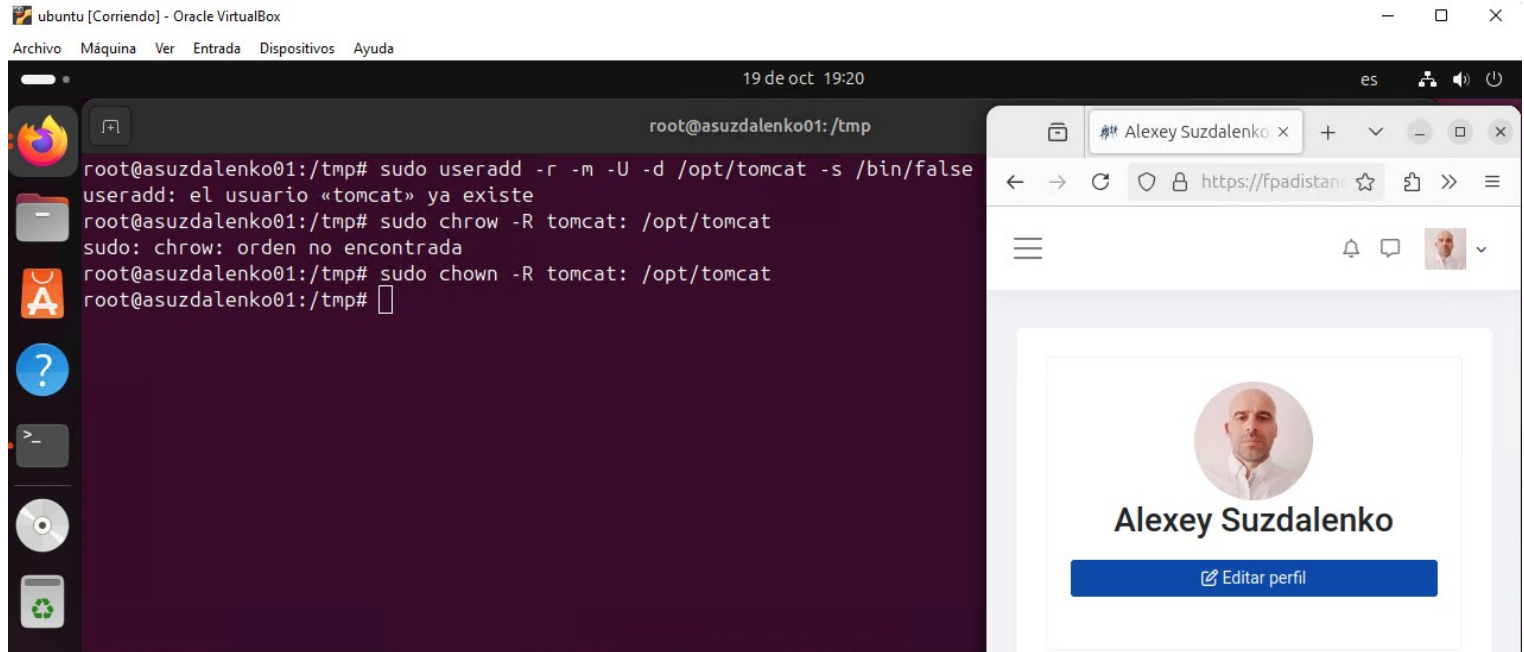 ubuntu [Corriendo] - Oracle VirtualBox
Archivo Máquina Ver Entrada Dispositivos Ayuda
19 de oct 19:20
es
root@asuzdalenko01: /tmp
root@asuzdalenko01:/tmp# sudo useradd -r -m -U -d /opt/tomcat -s /bin/false
useradd: el usuario «tomcat» ya existe
root@asuzdalenko01:/tmp# sudo chrow -R tomcat: /opt/tomcat
sudo: chrow: orden no encontrada
root@asuzdalenko01:/tmp# sudo chown -R tomcat: /opt/tomcat
root@asuzdalenko01:/tmp#
Alexey Suzdalenko
https://fpadistan
Alexey Suzdalenko
Editar perfil